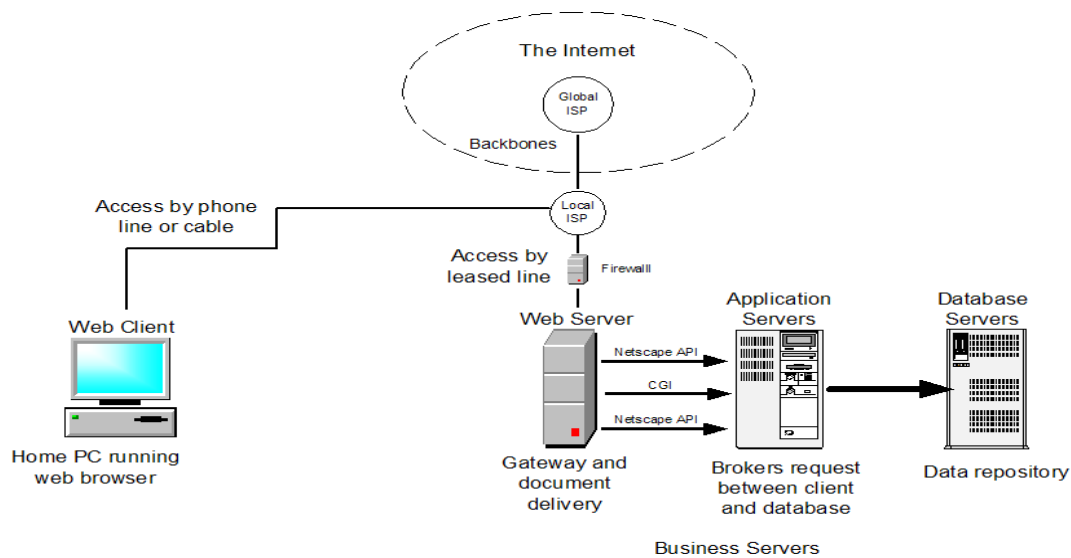 The Internet
Global
ISP
Backbones
Access by phone
line or cable
Local
ISP
Access by
leased line
Firewalll
Web Client
Web Server
Application
Servers
Database
Servers
Netscape API
CGI
Netscape API
Home PC running
web browser
Gateway and
document
delivery
Brokers request
between client
and database
Data repository
Business Servers